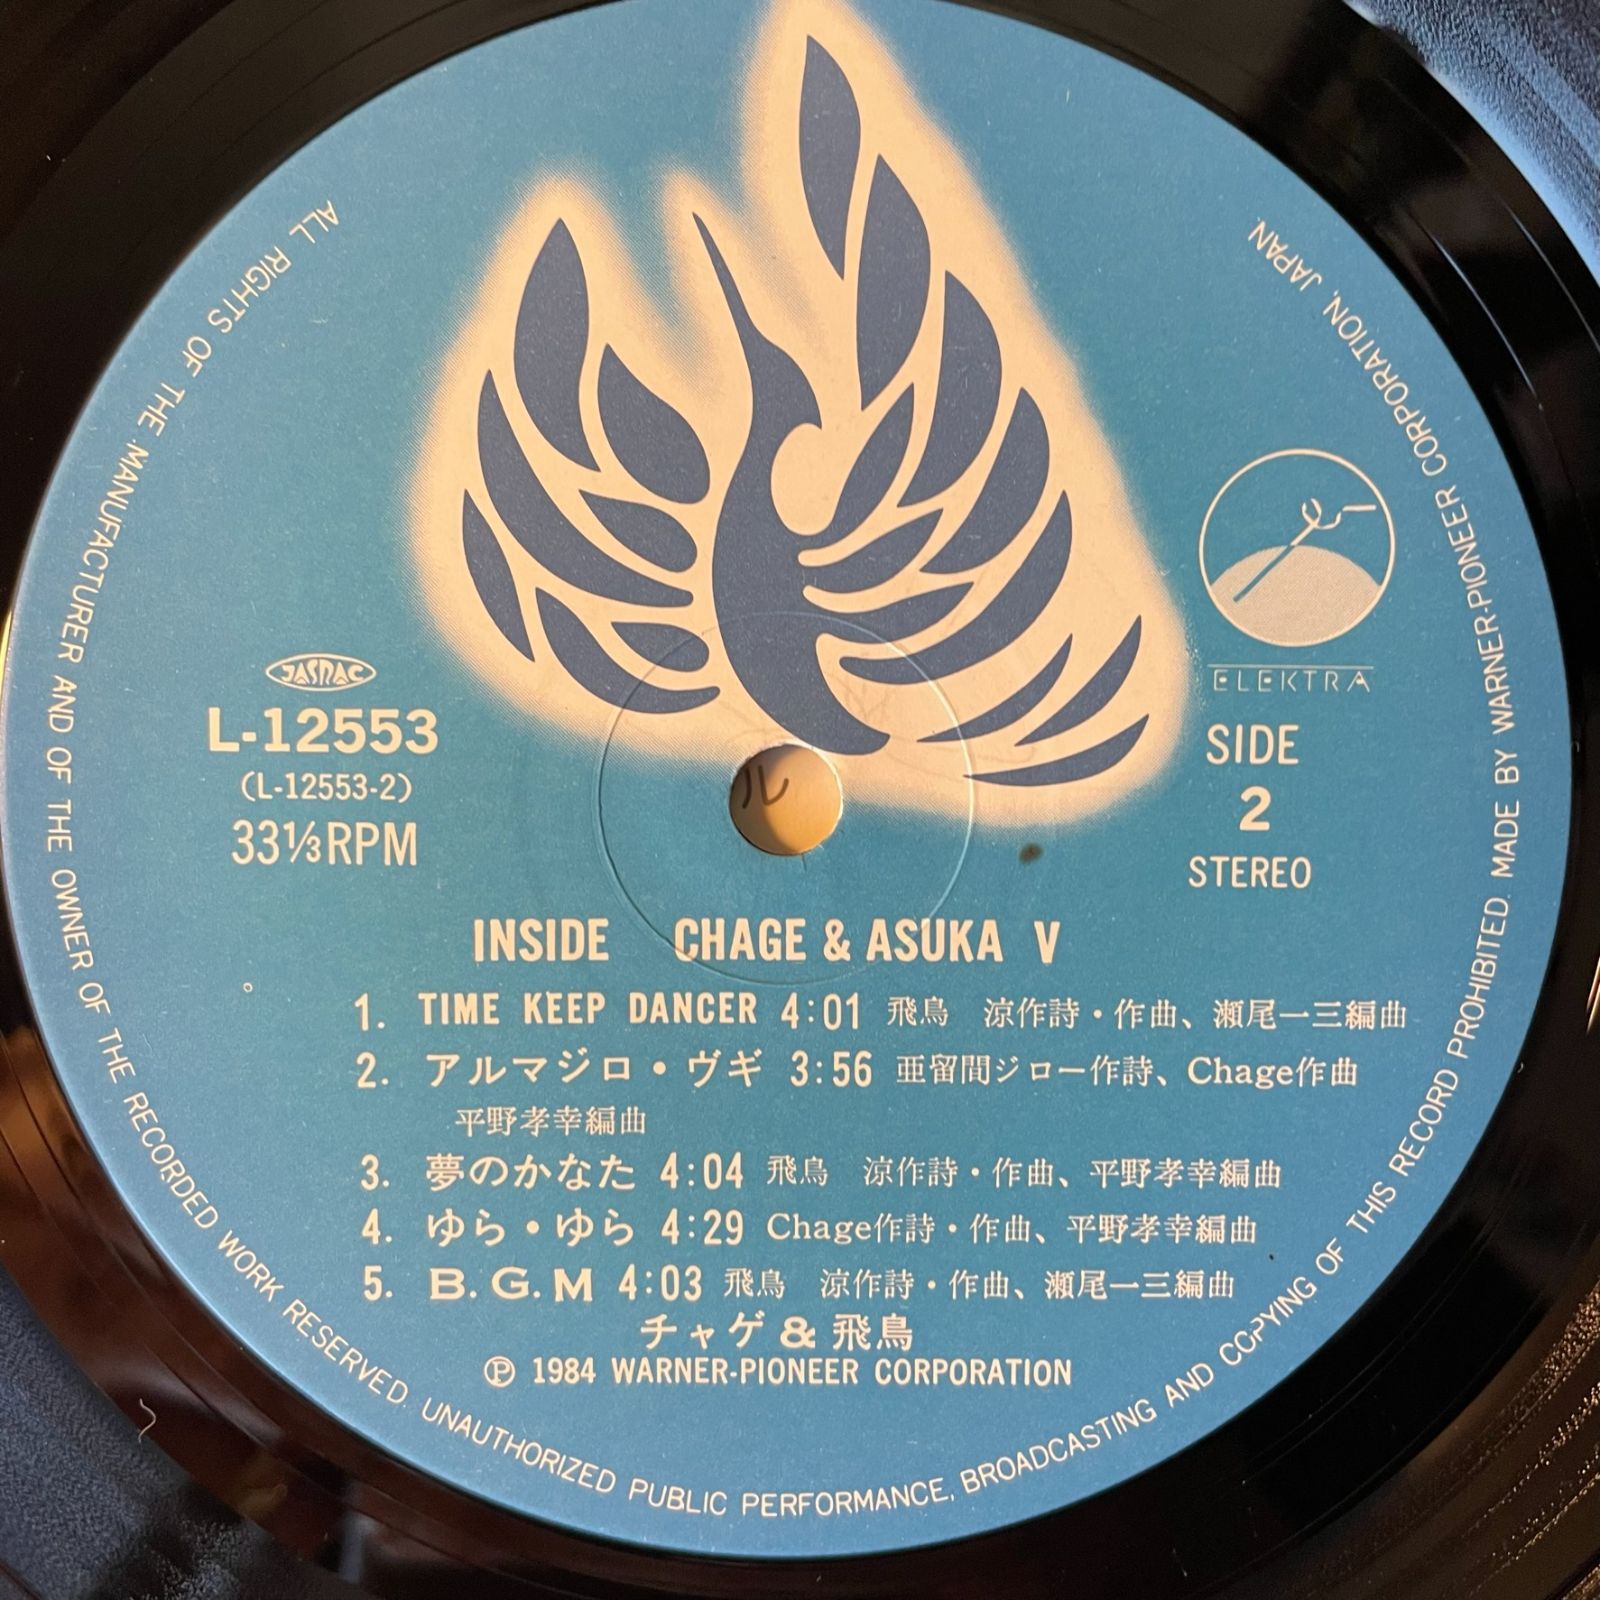 ALL RIGHTS OF THE MANUFACTURER AND OF THE OWNER OF THE RECORDED WORK RESERVED. UNAUTHORIZED PUBLIC PERFORMANCE, BROADCASTING AND COPYING OF THIS RECORD PROHIBITED. MADE BY WARNER-PIONEER CORPORATION, JAPAN
ELEKTRA
JASRAC
L-12553
(L-12553-2)
33⅓RPM
SIDE
2
STEREO
ル
INSIDE CHAGE & ASUKA V
1. TIME KEEP DANCER 4:01 飛鳥 涼作詩・作曲、瀬尾一三編曲
2. アルマジロ・ヴギ 3:56 亜留間ジロー作詩、Chage作曲
平野孝幸編曲
3. 夢のかなた 4:04 飛鳥 涼作詩・作曲、平野孝幸編曲
4. ゆら・ゆら 4:29 Chage作詩・作曲、平野孝幸編曲
5. B.G.M 4:03 飛鳥 涼作詩・作曲、瀬尾一三編曲
チャゲ&飛鳥
Ⓟ 1984 WARNER-PIONEER CORPORATION